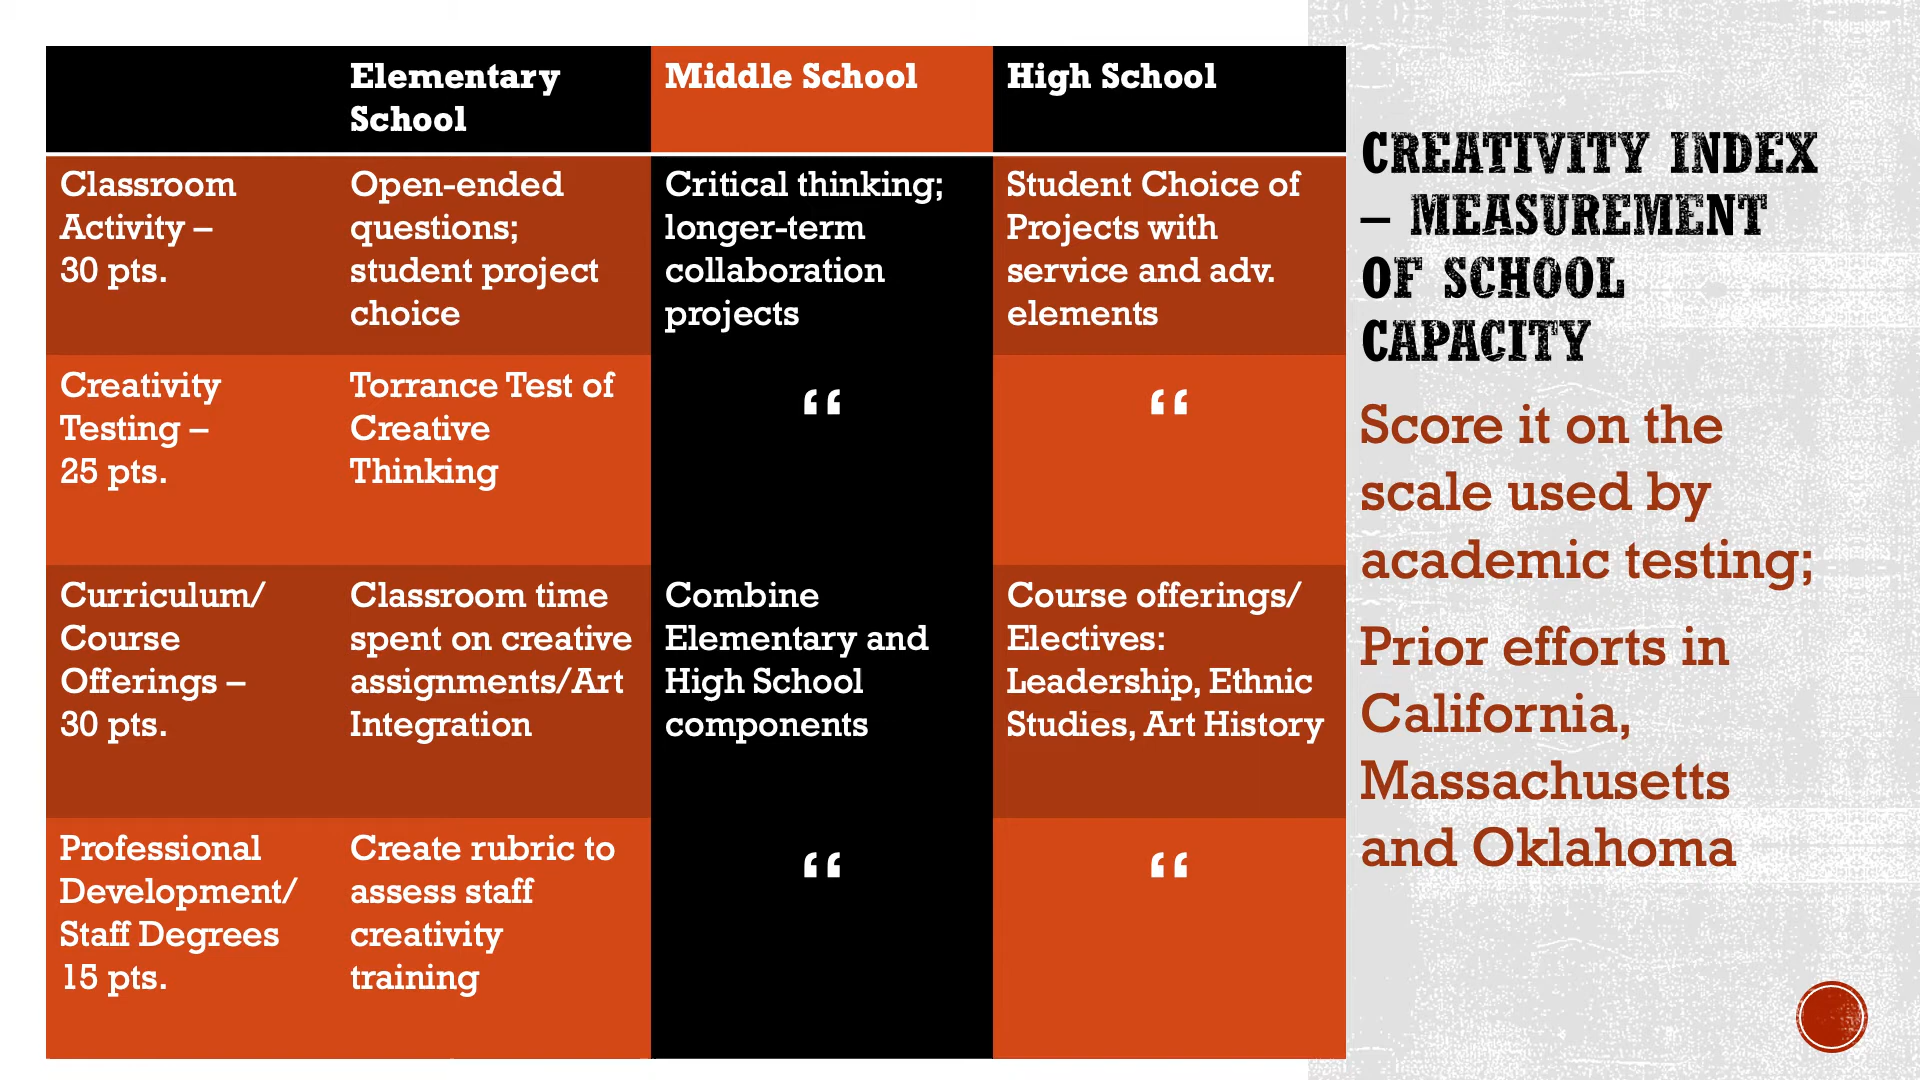 Elementary
School
Middle School
High School
Classroom
Activity –
30 pts.
Open-ended
questions;
student project
choice
Critical thinking;
longer-term
collaboration
projects
Student Choice of
Projects with
service and adv.
elements
Creativity
Testing –
25 pts.
Torrance Test of
Creative
Thinking
“
“
Curriculum/
Course
Offerings –
30 pts.
Classroom time
spent on creative
assignments/Art
Integration
Combine
Elementary and
High School
components
Course offerings/
Electives:
Leadership, Ethnic
Studies, Art History
Professional
Development/
Staff Degrees
15 pts.
Create rubric to
assess staff
creativity
training
“
“
CREATIVITY INDEX
– MEASUREMENT
OF SCHOOL
CAPACITY
Score it on the
scale used by
academic testing;
Prior efforts in
California,
Massachusetts
and Oklahoma